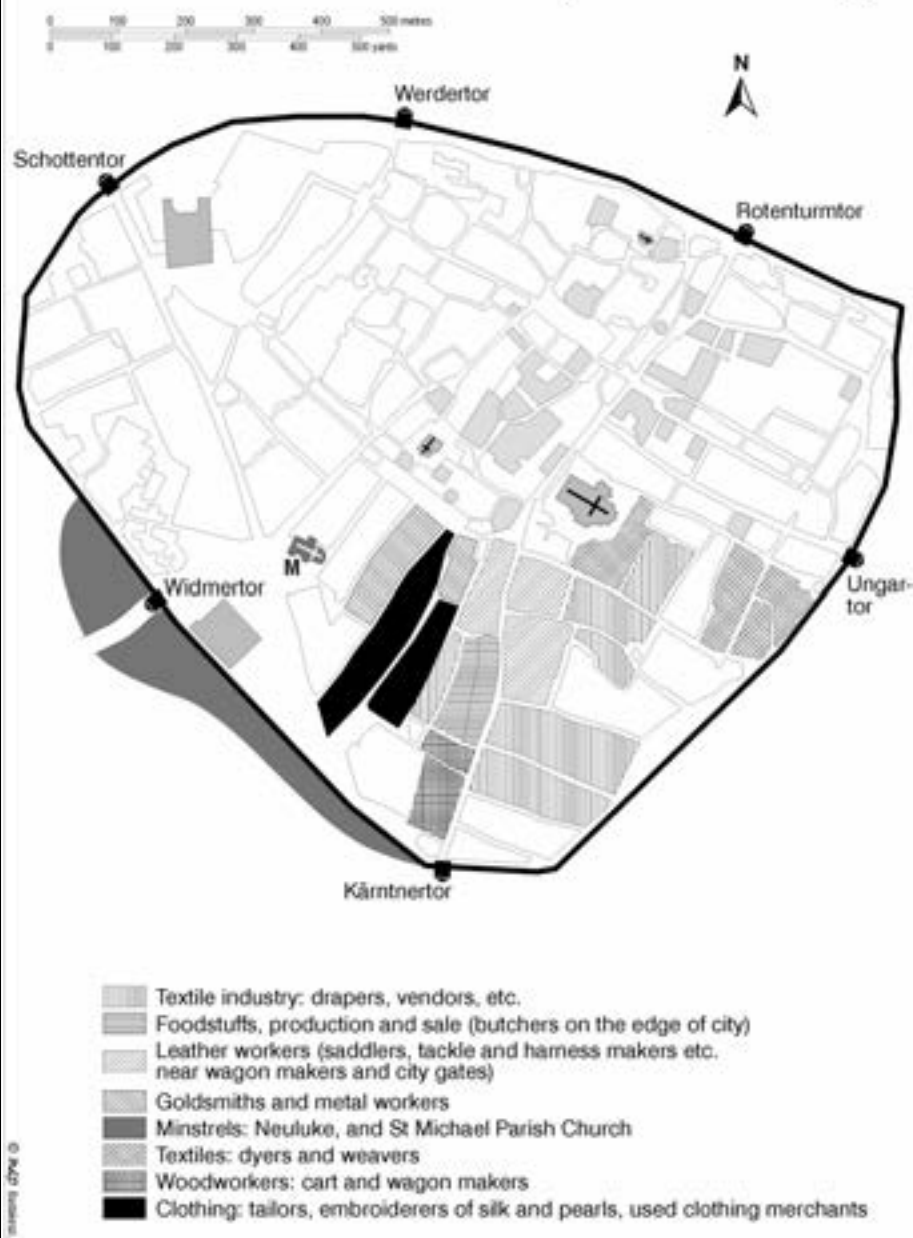 0 100 200 300 400 500 metres
0 100 200 300 400 500 yards
N
Werdertor
Schottentor
Rotenturmtor
M
Widmertor
Ungar-
tor
Kärntnertor
Textile industry: drapers, vendors, etc.
Foodstuffs, production and sale (butchers on the edge of city)
Leather workers (saddlers, tackle and harness makers etc.
near wagon makers and city gates)
Goldsmiths and metal workers
Minstrels: Neuluke, and St Michael Parish Church
Textiles: dyers and weavers
Woodworkers: cart and wagon makers
Clothing: tailors, embroiderers of silk and pearls, used clothing merchants